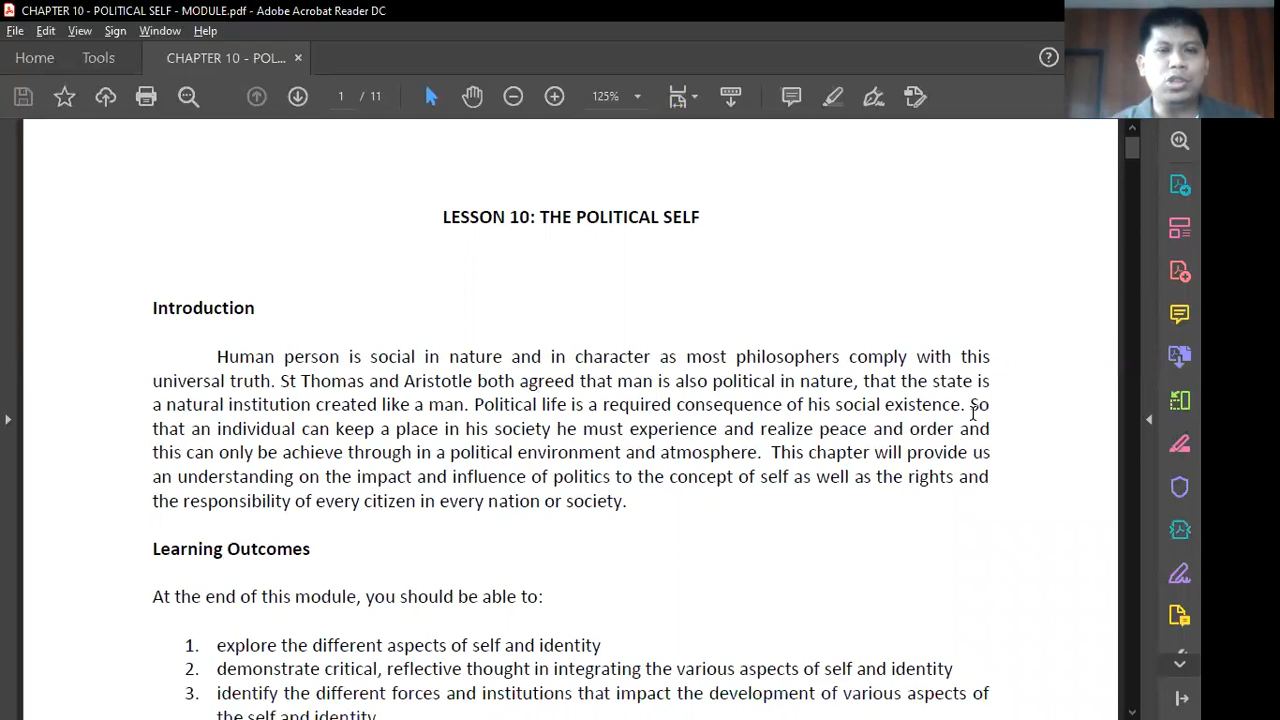 CHAPTER 10 - POLITICAL SELF - MODULE.pdf - Adobe Acrobat Reader DC
File Edit View Sign Window Help
Home Tools CHAPTER 10 - POL... ×
1 / 11 125%
LESSON 10: THE POLITICAL SELF
Introduction
Human person is social in nature and in character as most philosophers comply with this
universal truth. St Thomas and Aristotle both agreed that man is also political in nature, that the state is
a natural institution created like a man. Political life is a required consequence of his social existence. So
that an individual can keep a place in his society he must experience and realize peace and order and
this can only be achieve through in a political environment and atmosphere. This chapter will provide us
an understanding on the impact and influence of politics to the concept of self as well as the rights and
the responsibility of every citizen in every nation or society.
Learning Outcomes
At the end of this module, you should be able to:
1. explore the different aspects of self and identity
2. demonstrate critical, reflective thought in integrating the various aspects of self and identity
3. identify the different forces and institutions that impact the development of various aspects of
the self and identity